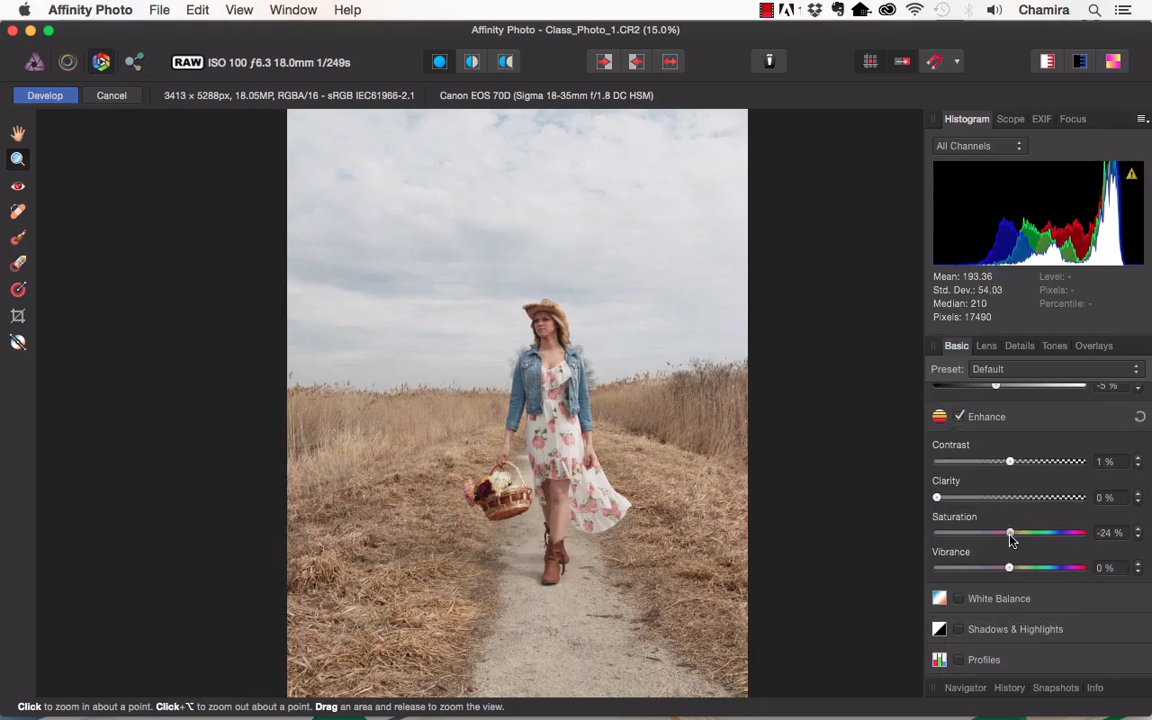 Affinity Photo File Edit View Window Help Chamira
Affinity Photo - Class_Photo_1.CR2 (15.0%)
RAW ISO 100 ƒ6.3 18.0mm 1/249s
Develop Cancel 3413 x 5288px, 18.05MP, RGBA/16 - sRGB IEC61966-2.1 Canon EOS 70D (Sigma 18-35mm f/1.8 DC HSM)
Histogram Scope EXIF Focus
All Channels
Mean: 193.36 Level: -
Std. Dev.: 54.03 Pixels: -
Median: 210 Percentile: -
Pixels: 17490
Basic Lens Details Tones Overlays
Preset: Default
-5 %
Enhance
Contrast
1 %
Clarity
0 %
Saturation
-24 %
Vibrance
0 %
White Balance
Shadows & Highlights
Profiles
Navigator History Snapshots Info
Click to zoom in about a point. Click+⌥ to zoom out about a point. Drag an area and release to zoom the view.